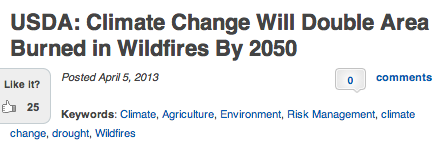 USDA: Climate Change Will Double Area
Burned in Wildfires By 2050
Like it?
25
Posted April 5, 2013
0
comments
Keywords: Climate, Agriculture, Environment, Risk Management, climate
change, drought, Wildfires